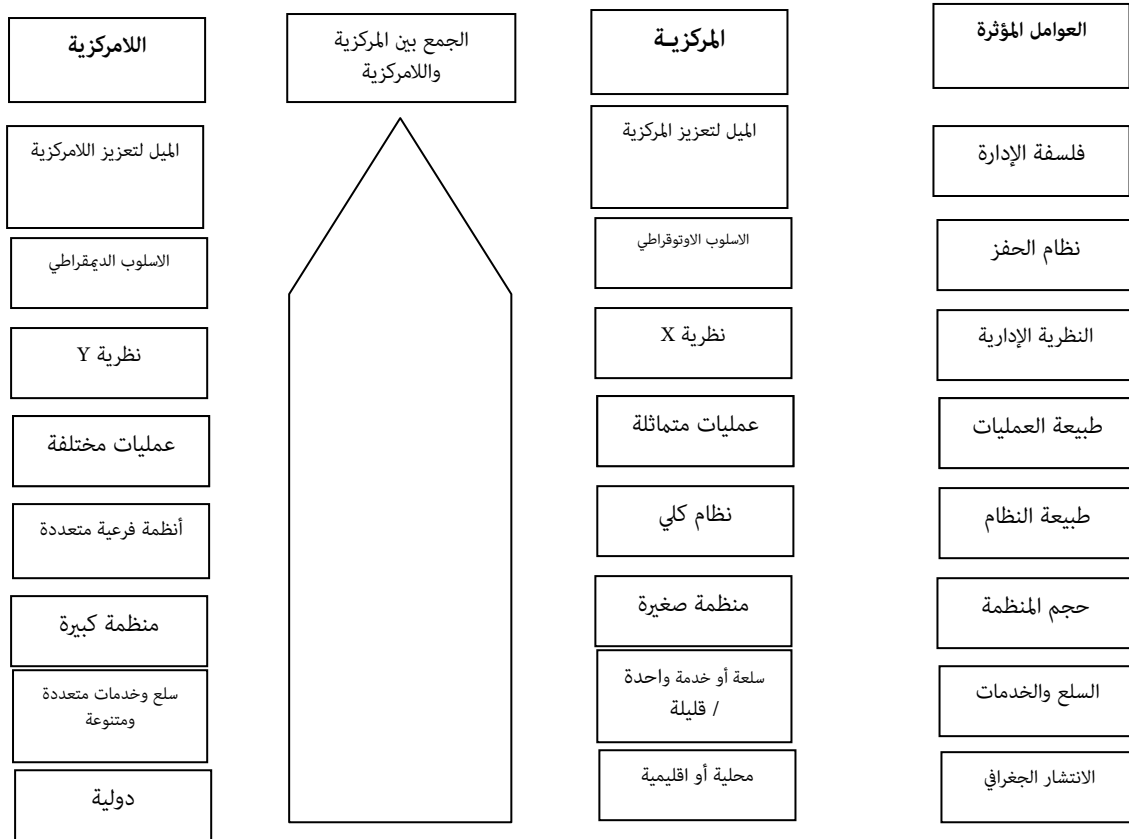 العوامل المؤثرة
المركزيـة
الجمع بين المركزية
واللامركزية
اللامركزية
فلسفة الإدارة
الميل لتعزيز المركزية
الميل لتعزيز اللامركزية
نظام الحفز
الاسلوب الاوتوقراطي
الاسلوب الديمقراطي
النظرية الإدارية
نظرية X
نظرية Y
طبيعة العمليات
عمليات متماثلة
عمليات مختلفة
طبيعة النظام
نظام كلي
أنظمة فرعية متعددة
حجم المنظمة
منظمة صغيرة
منظمة كبيرة
السلع والخدمات
سلعة أو خدمة واحدة
/ قليلة
سلع وخدمات متعددة
ومتنوعة
الانتشار الجغرافي
محلية أو اقليمية
دولية